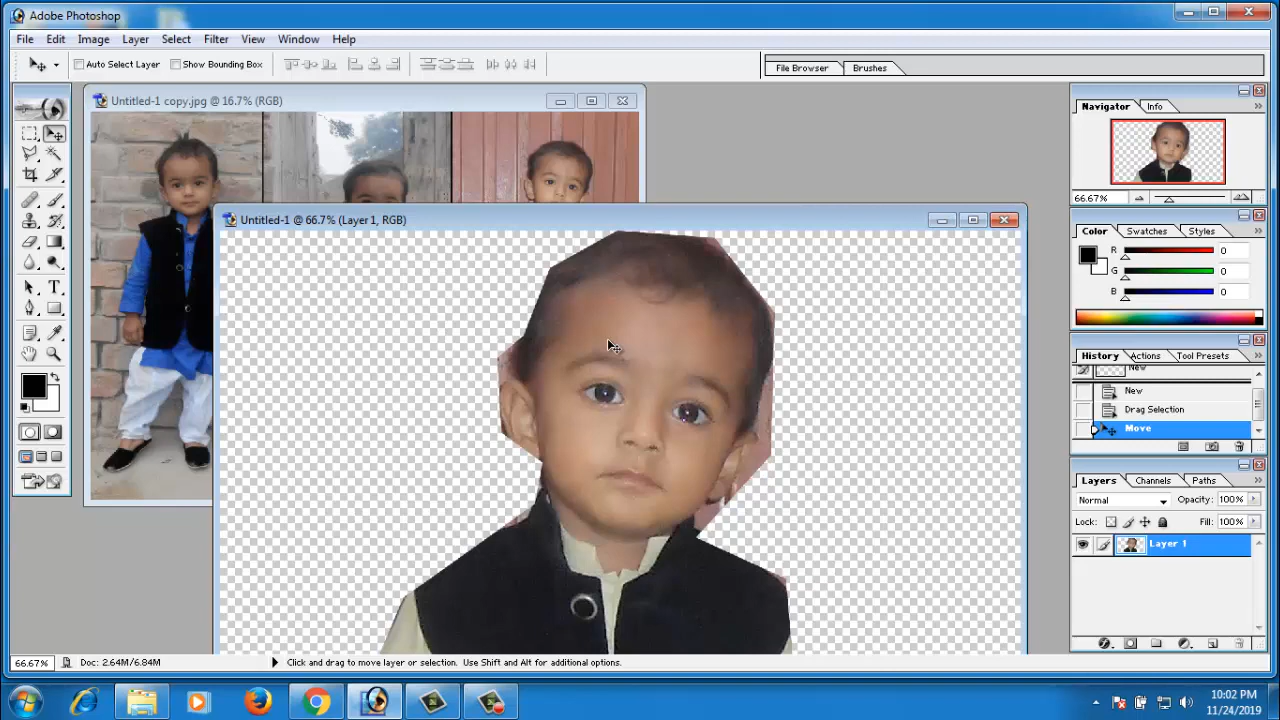 Adobe Photoshop
File Edit Image Layer Select Filter View Window Help
Auto Select Layer Show Bounding Box
File Browser Brushes
Untitled-1 copy.jpg @ 16.7% (RGB)
Untitled-1 @ 66.7% (Layer 1, RGB)
Navigator Info
66.67%
Color Swatches Styles
R 0
G 0
B 0
History Actions Tool Presets
New
New
Drag Selection
Move
Layers Channels Paths
Normal Opacity: 100%
Lock: Fill: 100%
Layer 1
66.67% Doc: 2.64M/6.84M Click and drag to move layer or selection. Use Shift and Alt for additional options.
10:02 PM
11/24/2019